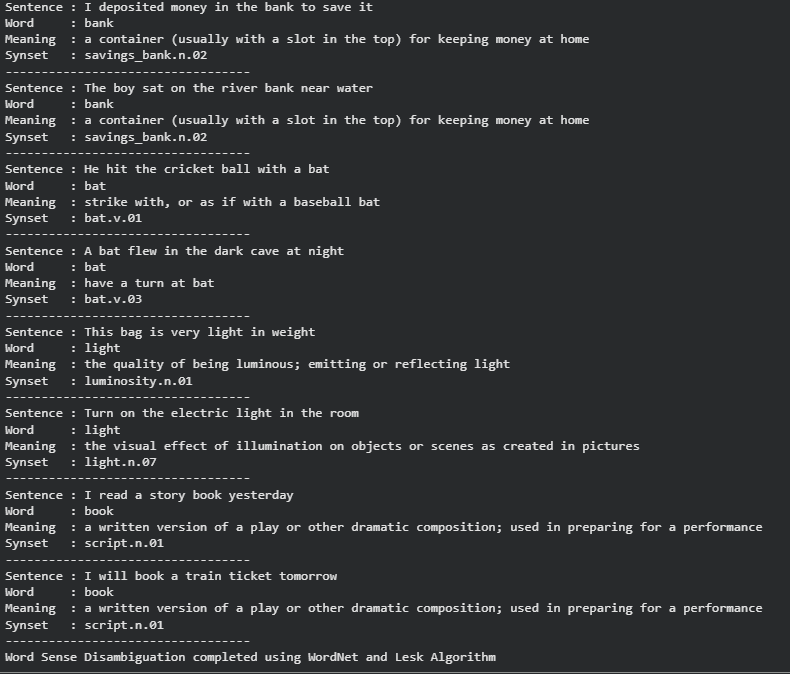 Sentence : I deposited money in the bank to save it
Word     : bank
Meaning  : a container (usually with a slot in the top) for keeping money at home
Synset   : savings_bank.n.02
----------------------------------
Sentence : The boy sat on the river bank near water
Word     : bank
Meaning  : a container (usually with a slot in the top) for keeping money at home
Synset   : savings_bank.n.02
----------------------------------
Sentence : He hit the cricket ball with a bat
Word     : bat
Meaning  : strike with, or as if with a baseball bat
Synset   : bat.v.01
----------------------------------
Sentence : A bat flew in the dark cave at night
Word     : bat
Meaning  : have a turn at bat
Synset   : bat.v.03
----------------------------------
Sentence : This bag is very light in weight
Word     : light
Meaning  : the quality of being luminous; emitting or reflecting light
Synset   : luminosity.n.01
----------------------------------
Sentence : Turn on the electric light in the room
Word     : light
Meaning  : the visual effect of illumination on objects or scenes as created in pictures
Synset   : light.n.07
----------------------------------
Sentence : I read a story book yesterday
Word     : book
Meaning  : a written version of a play or other dramatic composition; used in preparing for a performance
Synset   : script.n.01
----------------------------------
Sentence : I will book a train ticket tomorrow
Word     : book
Meaning  : a written version of a play or other dramatic composition; used in preparing for a performance
Synset   : script.n.01
----------------------------------
Word Sense Disambiguation completed using WordNet and Lesk Algorithm